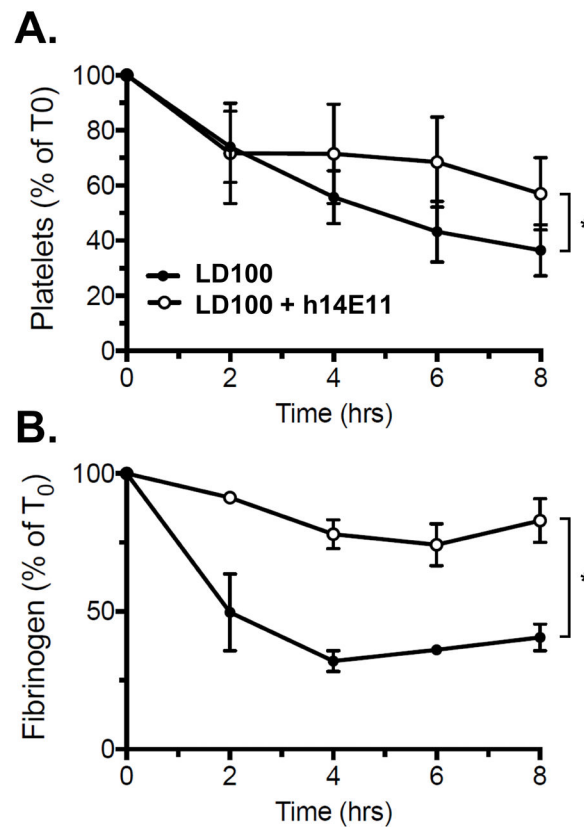 A.
Platelets (% of T0)
100
80
60
40
20
0
LD100
LD100 + h14E11
*
0 2 4 6 8
Time (hrs)
B.
Fibrinogen (% of T₀)
100
50
0
*
0 2 4 6 8
Time (hrs)